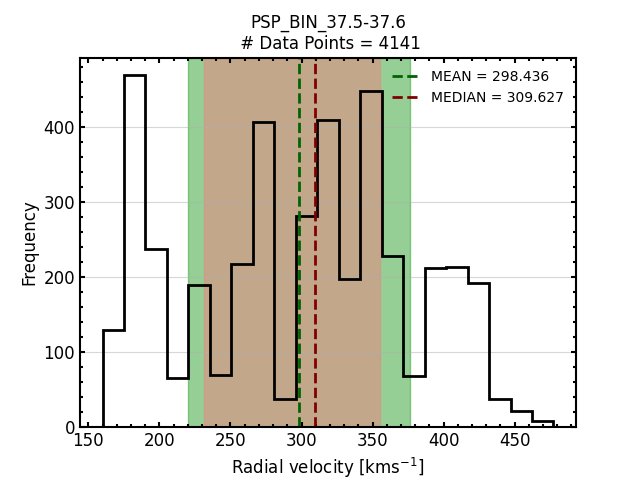 PSP_BIN_37.5-37.6
# Data Points = 4141
MEAN = 298.436
MEDIAN = 309.627
Frequency
400
300
200
100
0
150 200 250 300 350 400 450
Radial velocity [kms⁻¹]